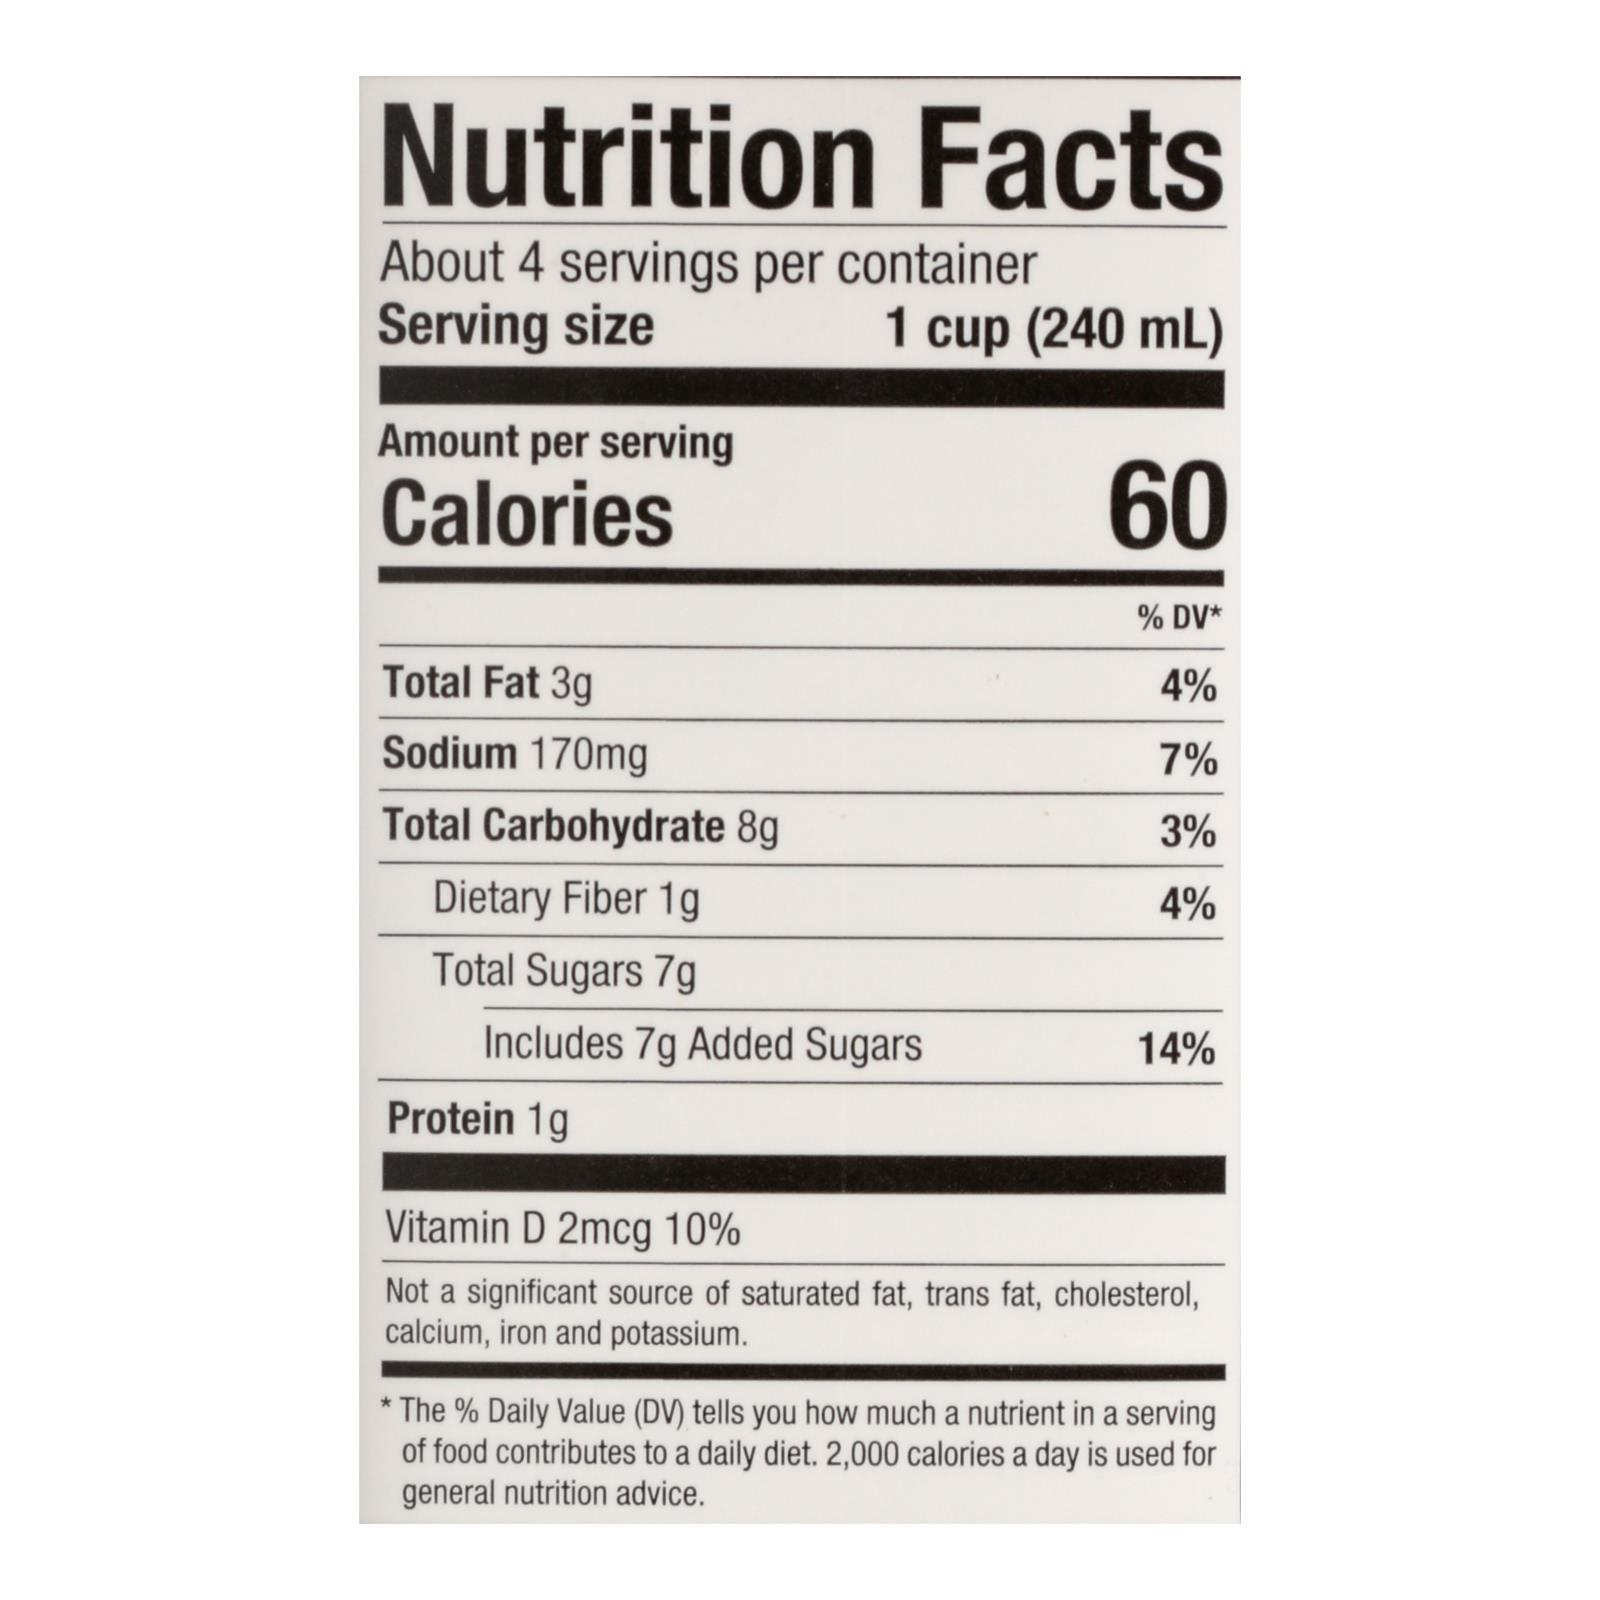 Nutrition Facts
About 4 servings per container
Serving size 1 cup (240 mL)
Amount per serving
Calories 60
% DV*
Total Fat 3g 4%
Sodium 170mg 7%
Total Carbohydrate 8g 3%
Dietary Fiber 1g 4%
Total Sugars 7g
Includes 7g Added Sugars 14%
Protein 1g
Vitamin D 2mcg 10%
Not a significant source of saturated fat, trans fat, cholesterol,
calcium, iron and potassium.
* The % Daily Value (DV) tells you how much a nutrient in a serving
of food contributes to a daily diet. 2,000 calories a day is used for
general nutrition advice.